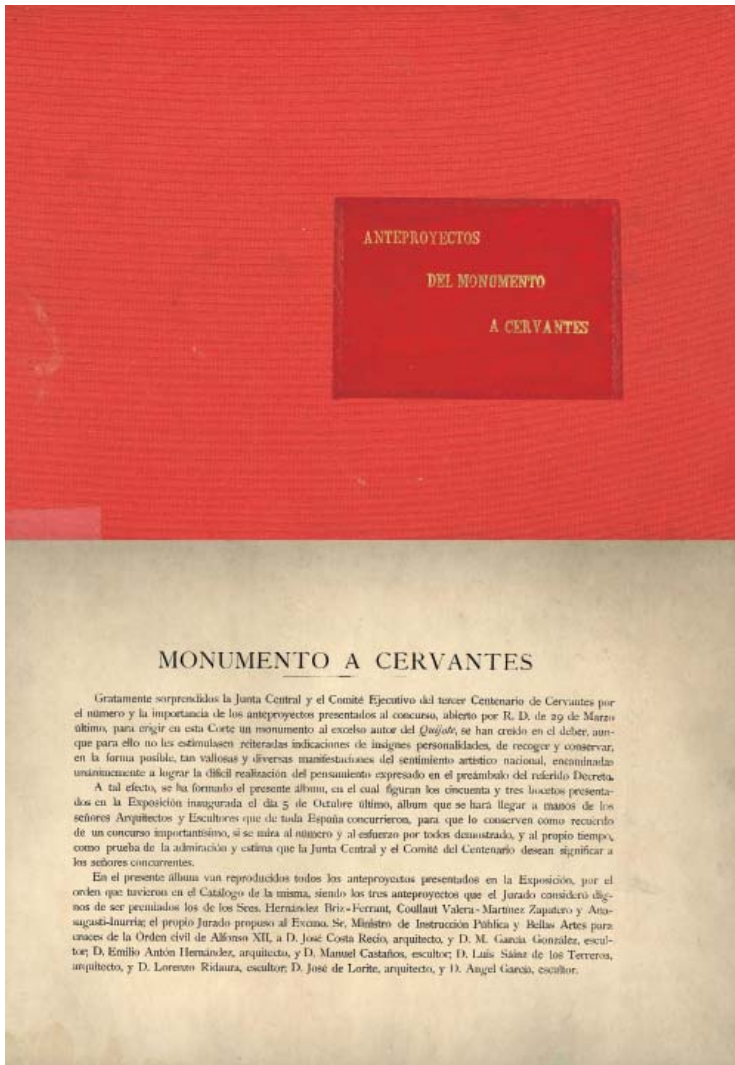 ANTEPROYECTOS
DEL MONUMENTO
A CERVANTES
MONUMENTO A CERVANTES
Gratamente sorprendidos la Junta Central y el Comité Ejecutivo del tercer Centenario de Cervantes por
el número y la importancia de los anteproyectos presentados al concurso, abierto por R. D. de 29 de Marzo
último, para erigir en esta Corte un monumento al excelso autor del Quijote, se han creído en el deber, aun-
que para ello no les estimulasen reiteradas indicaciones de insignes personalidades, de recoger y conservar,
en la forma posible, tan valiosas y diversas manifestaciones del sentimiento artístico nacional, encaminadas
unánimemente a lograr la difícil realización del pensamiento expresado en el preámbulo del referido Decreto.
A tal efecto, se ha formado el presente álbum, en el cual figuran los cincuenta y tres bocetos presenta-
dos en la Exposición inaugurada el día 5 de Octubre último, álbum que se hará llegar a manos de los
señores Arquitectos y Escultores que de toda España concurrieron, para que lo conserven como recuerdo
de un concurso importantísimo, si se mira al número y al esfuerzo por todos demostrado, y al propio tiempo,
como prueba de la admiración y estima que la Junta Central y el Comité del Centenario desean significar a
los señores concurrentes.
En el presente álbum van reproducidos todos los anteproyectos presentados en la Exposición, por el
orden que tuvieron en el Catálogo de la misma, siendo los tres anteproyectos que el Jurado consideró dig-
nos de ser premiados los de los Sres. Hernández Briz-Ferrant, Coullaut Valera-Martínez Zapatero y Ana-
sagasti-Inurria; el propio Jurado propuso al Excmo. Sr. Ministro de Instrucción Pública y Bellas Artes para
cruces de la Orden civil de Alfonso XII, a D. José Costa Recio, arquitecto, y D. M. García González, escul-
tor; D. Emilio Antón Hernández, arquitecto, y D. Manuel Castaños, escultor; D. Luis Sáinz de los Terreros,
arquitecto, y D. Lorenzo Ridaura, escultor; D. José de Lorite, arquitecto, y D. Angel García, escultor.